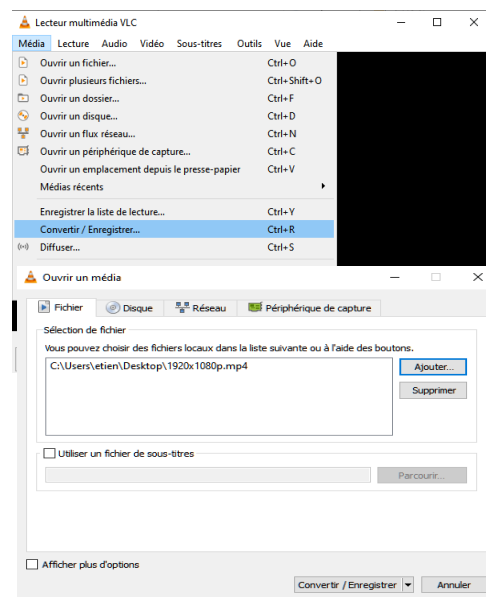 Lecteur multimédia VLC
Média Lecture Audio Vidéo Sous-titres Outils Vue Aide
Ouvrir un fichier... Ctrl+O
Ouvrir plusieurs fichiers... Ctrl+Shift+O
Ouvrir un dossier... Ctrl+F
Ouvrir un disque... Ctrl+D
Ouvrir un flux réseau... Ctrl+N
Ouvrir un périphérique de capture... Ctrl+C
Ouvrir un emplacement depuis le presse-papier Ctrl+V
Médias récents
Enregistrer la liste de lecture... Ctrl+Y
Convertir / Enregistrer... Ctrl+R
Diffuser... Ctrl+S
Ouvrir un média
Fichier Disque Réseau Périphérique de capture
Sélection de fichier
Vous pouvez choisir des fichiers locaux dans la liste suivante ou à l'aide des boutons.
C:\Users\etien\Desktop\1920x1080p.mp4 Ajouter...
Supprimer
Utiliser un fichier de sous-titres
Parcourir...
Afficher plus d'options
Convertir / Enregistrer Annuler